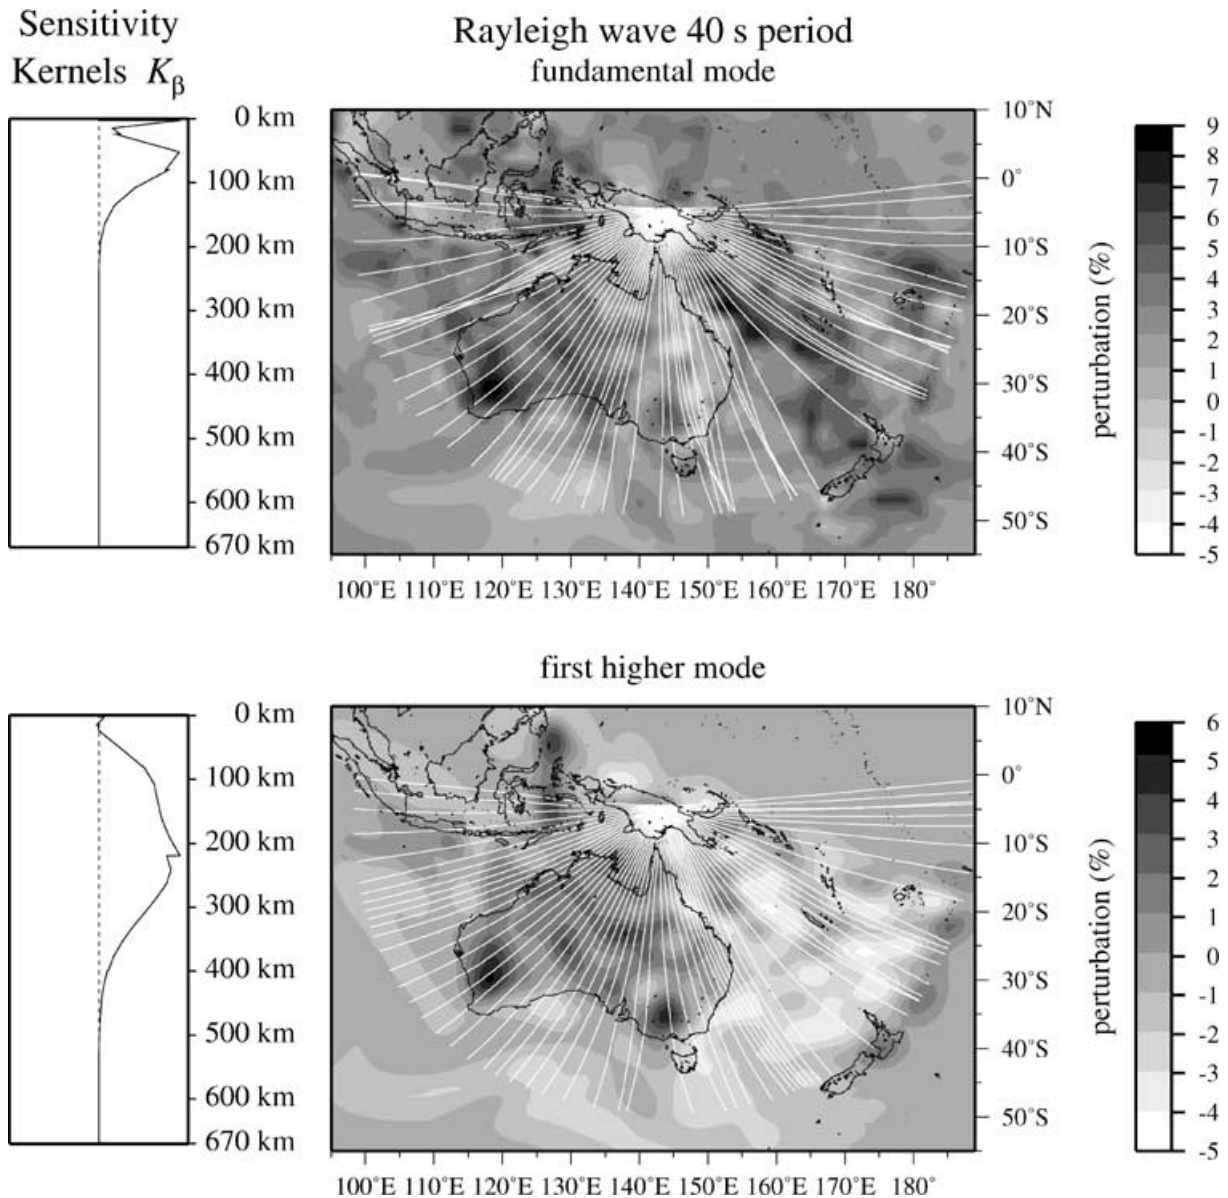 Sensitivity
Kernels Kβ
Rayleigh wave 40 s period
fundamental mode
0 km
100 km
200 km
300 km
400 km
500 km
600 km
670 km
10˚N
0˚
10˚S
20˚S
30˚S
40˚S
50˚S
100˚E 110˚E 120˚E 130˚E 140˚E 150˚E 160˚E 170˚E 180˚
perturbation (%)
9
8
7
6
5
4
3
2
1
0
-1
-2
-3
-4
-5
first higher mode
0 km
100 km
200 km
300 km
400 km
500 km
600 km
670 km
10˚N
0˚
10˚S
20˚S
30˚S
40˚S
50˚S
100˚E 110˚E 120˚E 130˚E 140˚E 150˚E 160˚E 170˚E 180˚
perturbation (%)
6
5
4
3
2
1
0
-1
-2
-3
-4
-5